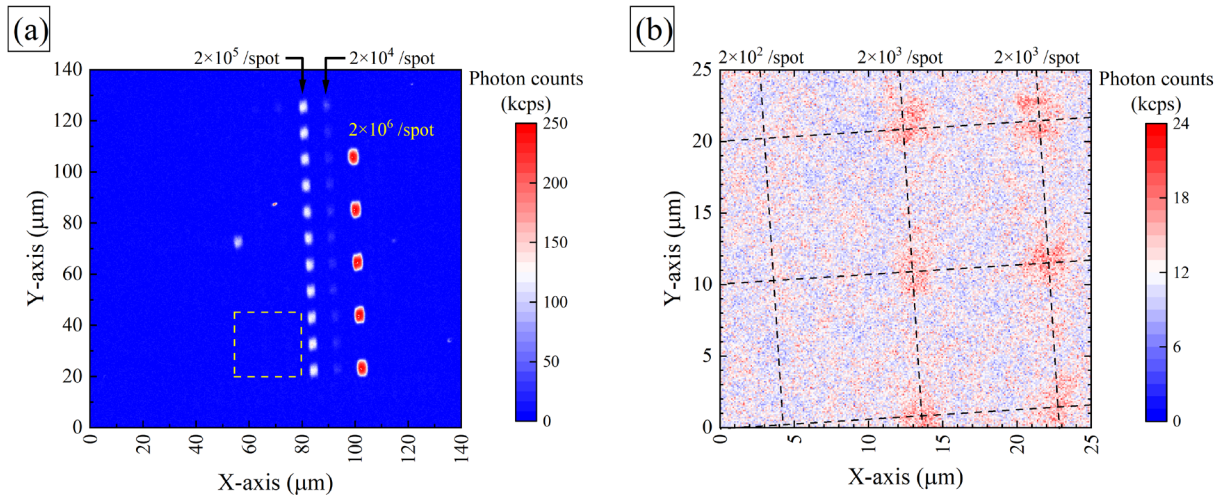 (a)
2×10⁵ /spot
2×10⁴ /spot
2×10⁶ /spot
Photon counts
(kcps)
250
200
150
100
50
0
140
120
100
80
60
40
20
0
Y-axis (μm)
0
20
40
60
80
100
120
140
X-axis (μm)
(b)
2×10² /spot
2×10³ /spot
2×10³ /spot
Photon counts
(kcps)
24
18
12
6
0
25
20
15
10
5
0
Y-axis (μm)
0
5
10
15
20
25
X-axis (μm)